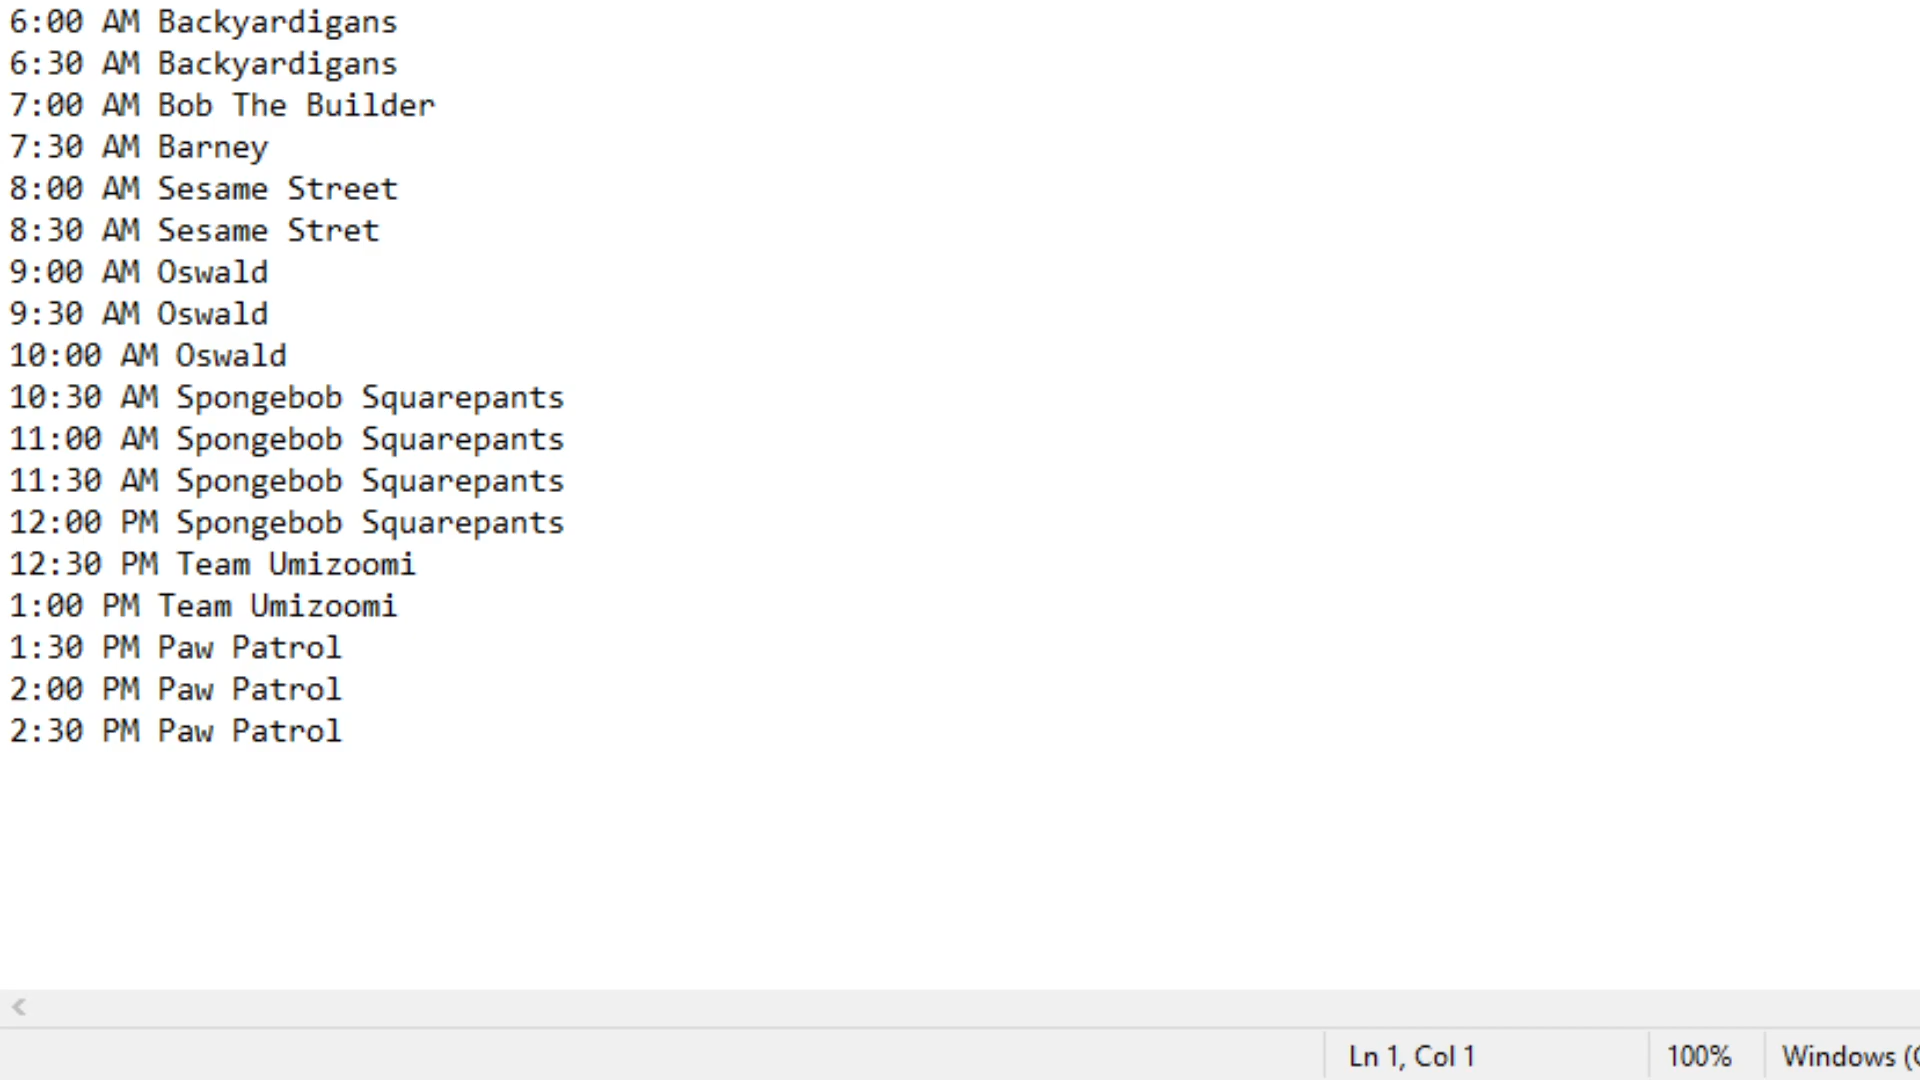 6:00 AM Backyardigans
6:30 AM Backyardigans
7:00 AM Bob The Builder
7:30 AM Barney
8:00 AM Sesame Street
8:30 AM Sesame Stret
9:00 AM Oswald
9:30 AM Oswald
10:00 AM Oswald
10:30 AM Spongebob Squarepants
11:00 AM Spongebob Squarepants
11:30 AM Spongebob Squarepants
12:00 PM Spongebob Squarepants
12:30 PM Team Umizoomi
1:00 PM Team Umizoomi
1:30 PM Paw Patrol
2:00 PM Paw Patrol
2:30 PM Paw Patrol
Ln 1, Col 1 100% Windows (